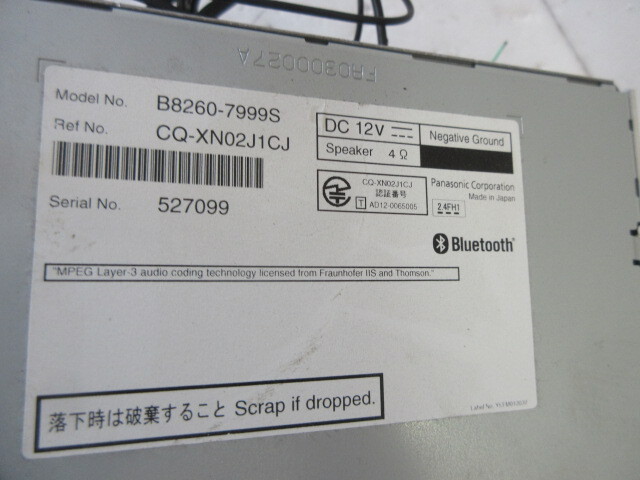 Model No. B8260-7999S
Ref No. CQ-XN02J1CJ
Serial No. 527099
DC 12V Negative Ground
Speaker 4 Ω
CQ-XN02J1CJ
認証番号
T AD12-0065005
Panasonic Corporation
Made in Japan
2.4FH1
Bluetooth
"MPEG Layer-3 audio coding technology licensed from Fraunhofer IIS and Thomson."
落下時は破棄すること Scrap if dropped.
Label No.